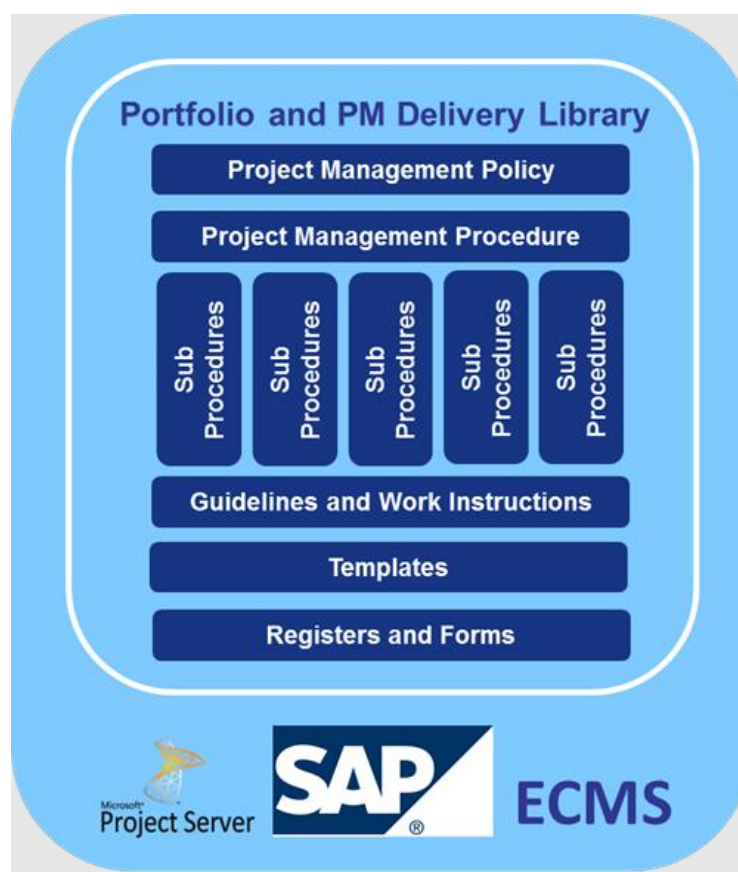 Portfolio and PM Delivery Library
Project Management Policy
Project Management Procedure
Sub
Procedures
Sub
Procedures
Sub
Procedures
Sub
Procedures
Sub
Procedures
Guidelines and Work Instructions
Templates
Registers and Forms
Microsoft®
Project Server
SAP
®
ECMS